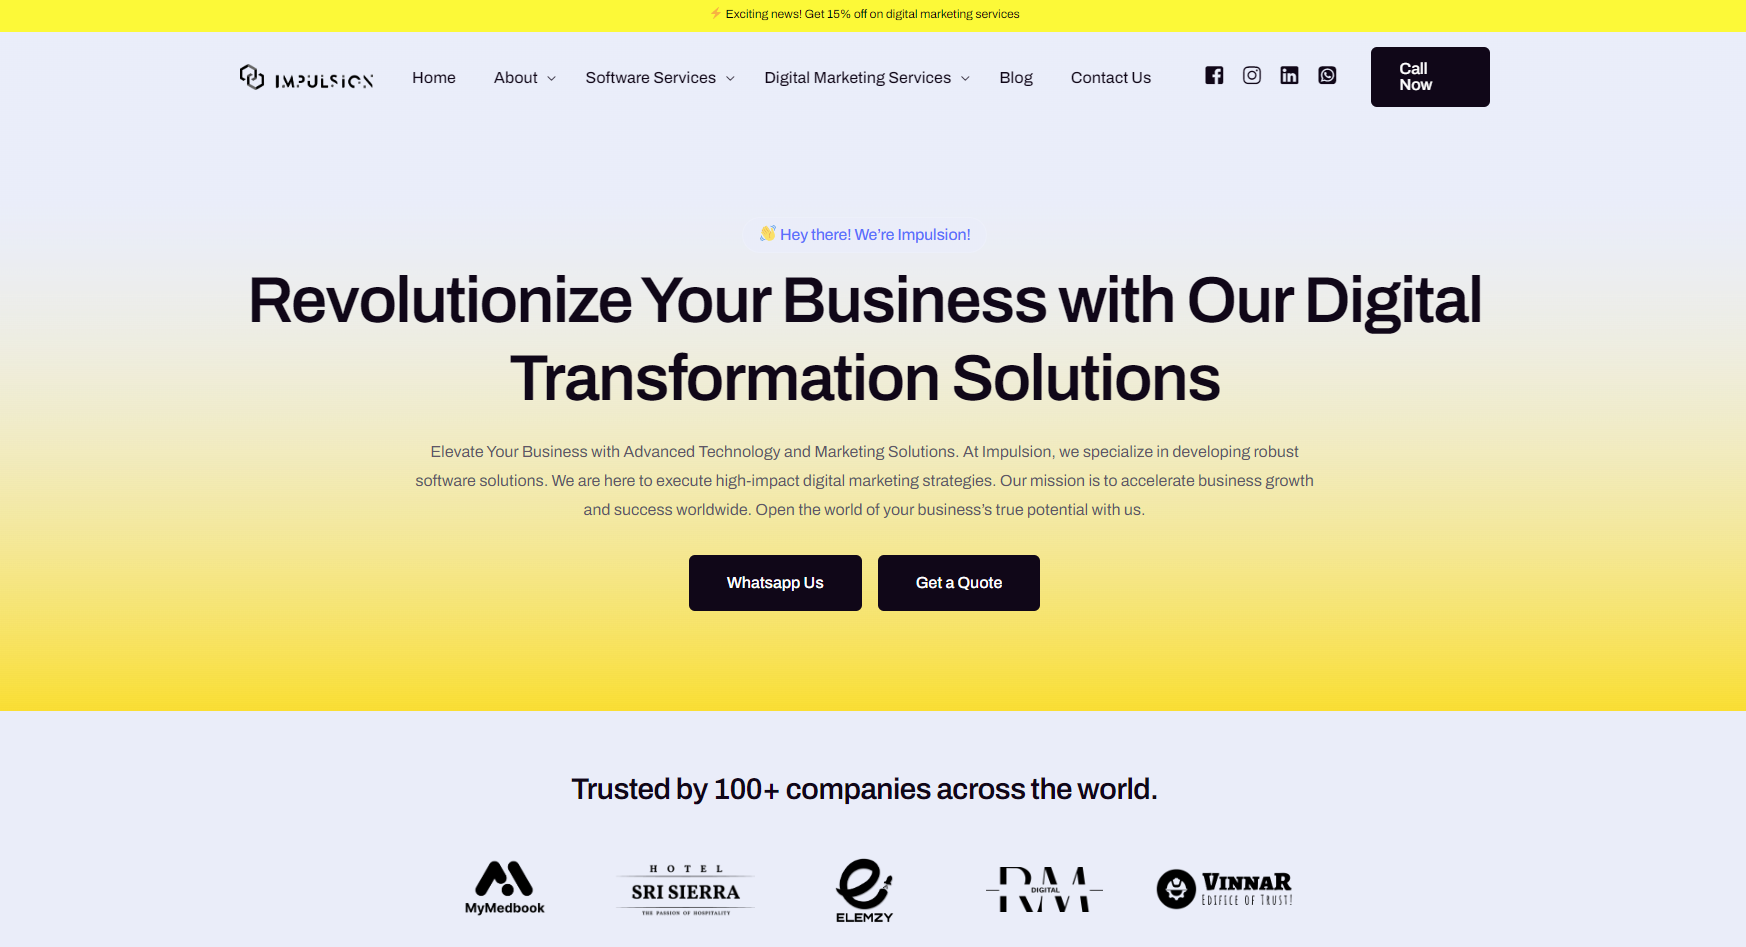 ⚡ Exciting news! Get 15% off on digital marketing services
IMPULSION
Home
About
Software Services
Digital Marketing Services
Blog
Contact Us
Call
Now
👋 Hey there! We’re Impulsion!
Revolutionize Your Business with Our Digital
Transformation Solutions
Elevate Your Business with Advanced Technology and Marketing Solutions. At Impulsion, we specialize in developing robust
software solutions. We are here to execute high-impact digital marketing strategies. Our mission is to accelerate business growth
and success worldwide. Open the world of your business’s true potential with us.
Whatsapp Us
Get a Quote
Trusted by 100+ companies across the world.
MyMedbook
HOTEL
SRI SIERRA
THE PASSION OF HOSPITALITY
ELEMZY
RM
DIGITAL
VINNAR
EDIFICE OF TRUST!